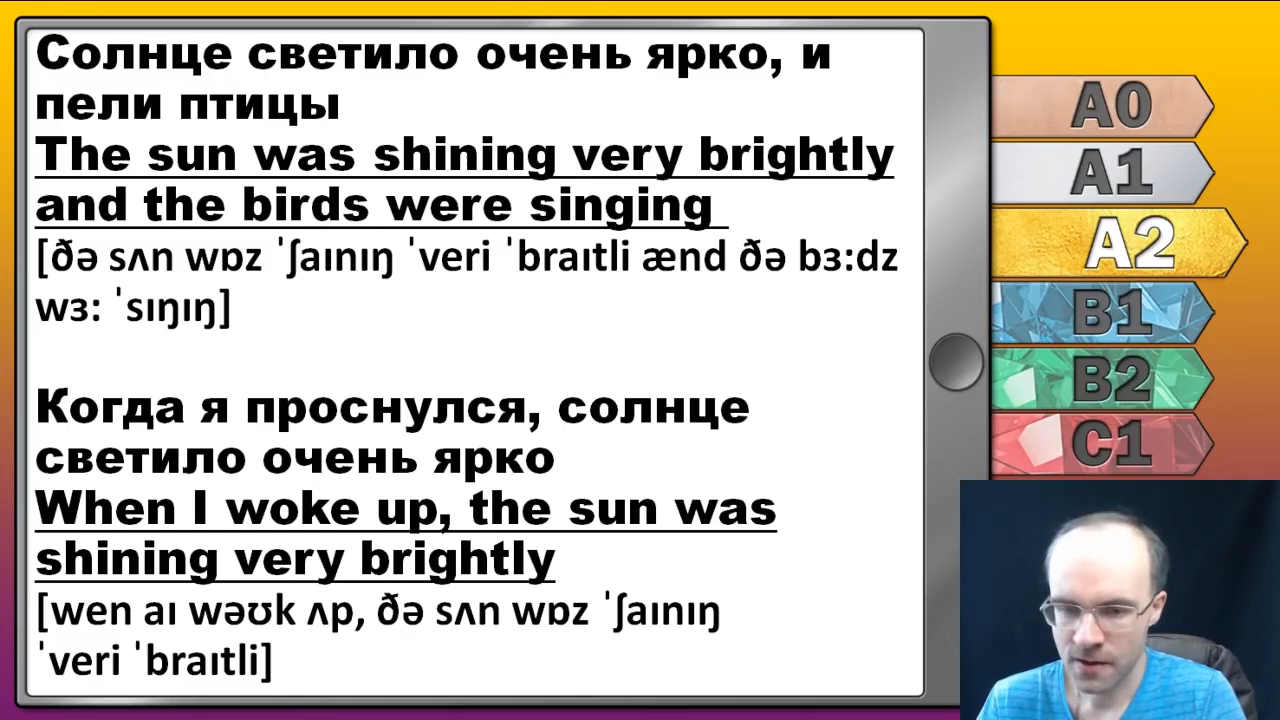 Солнце светило очень ярко, и
пели птицы
The sun was shining very brightly
and the birds were singing
[ðə sʌn wɒz ˈʃaɪnɪŋ ˈveri ˈbraɪtli ænd ðə bɜ:dz
wɜ: ˈsɪŋɪŋ]
Когда я проснулся, солнце
светило очень ярко
When I woke up, the sun was
shining very brightly
[wen aɪ wəʊk ʌp, ðə sʌn wɒz ˈʃaɪnɪŋ
ˈveri ˈbraɪtli]
A0
A1
A2
B1
B2
C1